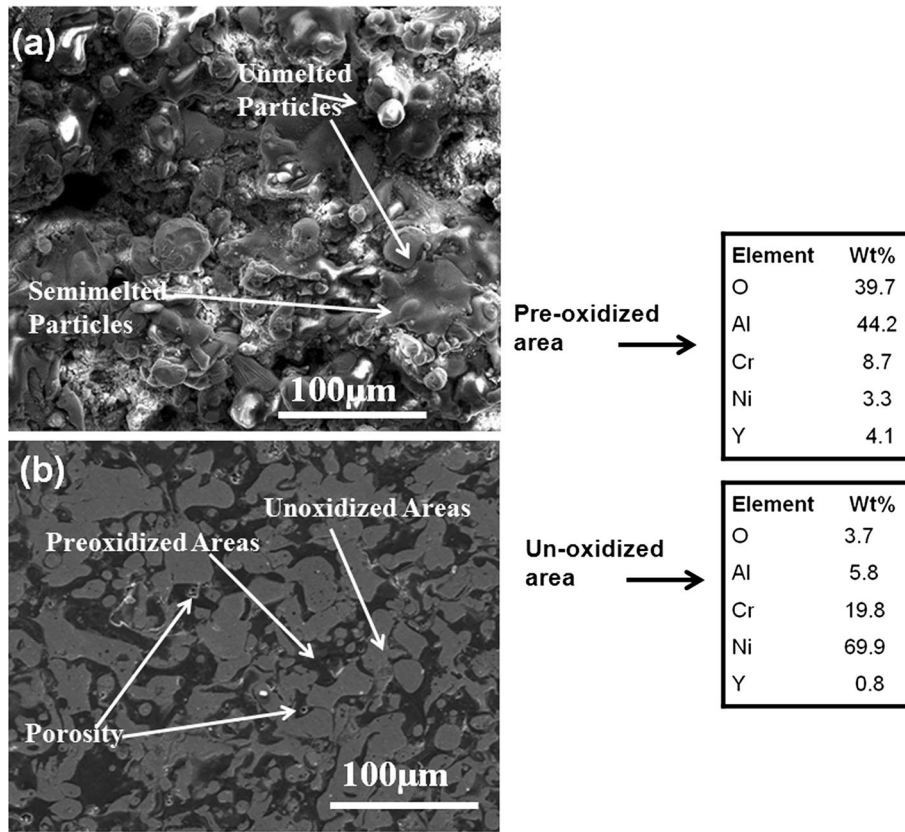 (a)
Unmelted
Particles
Semimelted
Particles
100µm
Pre-oxidized
area
Element Wt%
O 39.7
Al 44.2
Cr 8.7
Ni 3.3
Y 4.1
(b)
Unoxidized Areas
Preoxidized Areas
Porosity
100µm
Un-oxidized
area
Element Wt%
O 3.7
Al 5.8
Cr 19.8
Ni 69.9
Y 0.8